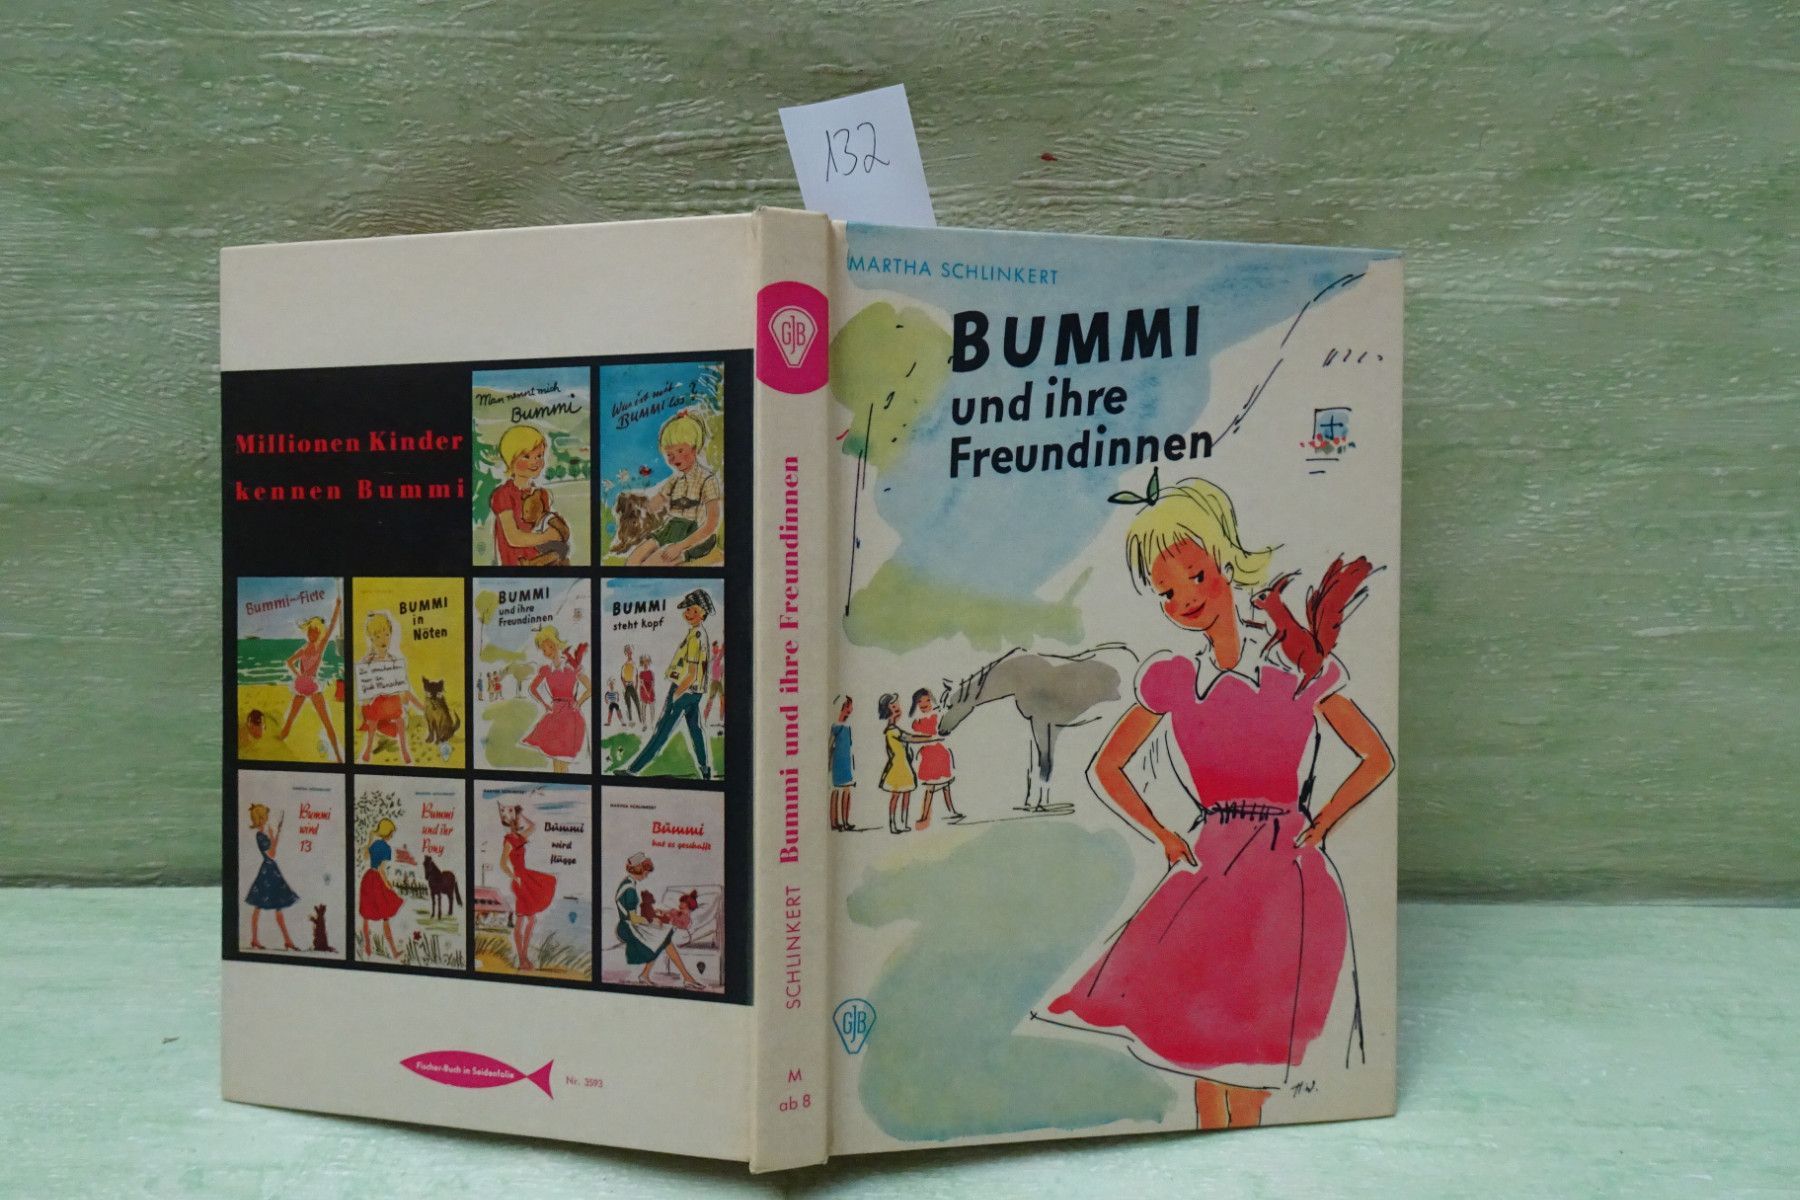 132
Millionen Kinder
kennen Bummi
Man nennt mich
Bummi
Was ist mit
BUMMI los?
Bummi-Fiete
BUMMI
in
Nöten
BUMMI
und ihre
Freundinnen
BUMMI
steht kopf
Bummi
wird
13
Bummi
und ihr
Pony
MARTHA SCHLINKERT
Bummi
wird
flügge
MARTHA SCHLINKERT
Bummi
hat es geschafft
Fischer-Buch in Seidenfolie
Nr. 3593
GJB
Bummi und ihre Freundinnen
SCHLINKERT
M
ab 8
MARTHA SCHLINKERT
BUMMI
und ihre
Freundinnen
GJB